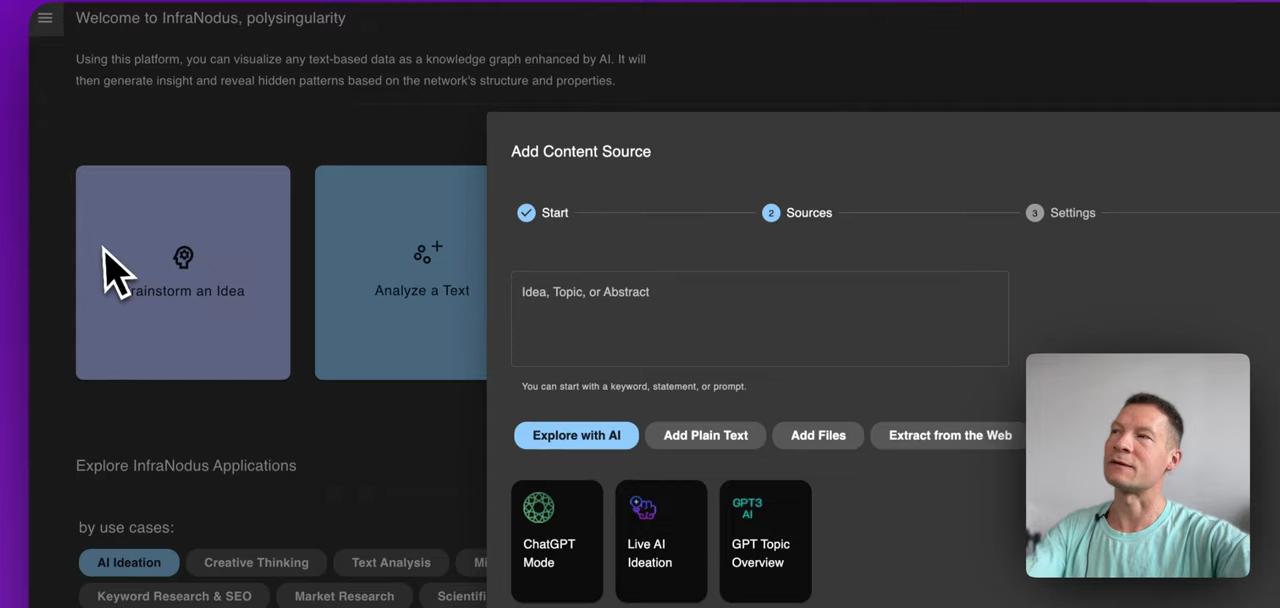 Welcome to InfraNodus, polysingularity
Using this platform, you can visualize any text-based data as a knowledge graph enhanced by AI. It will
then generate insight and reveal hidden patterns based on the network's structure and properties.
Add Content Source
Start
2 Sources
3 Settings
rainstorm an Idea
Analyze a Text
Idea, Topic, or Abstract
You can start with a keyword, statement, or prompt.
Explore with AI
Add Plain Text
Add Files
Extract from the Web
Explore InfraNodus Applications
GPT3
AI
ChatGPT
Mode
Live AI
Ideation
GPT Topic
Overview
by use cases:
AI Ideation
Creative Thinking
Text Analysis
Mi
Keyword Research & SEO
Market Research
Scientifi